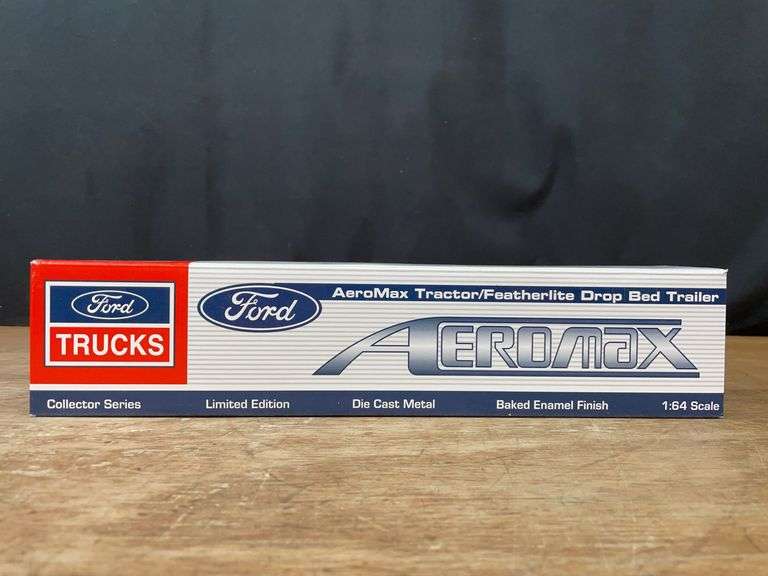 Ford
TRUCKS
Ford
AeroMax Tractor/Featherlite Drop Bed Trailer
AEROMAX
Collector Series Limited Edition Die Cast Metal Baked Enamel Finish 1:64 Scale